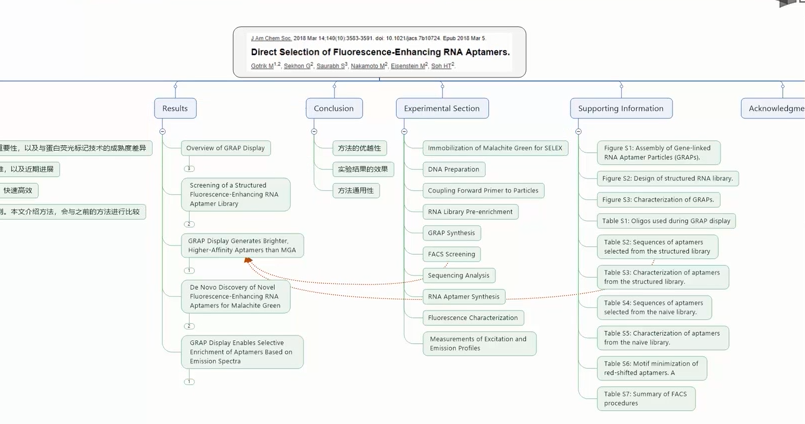 J Am Chem Soc. 2018 Mar 14;140(10):3583-3591. doi: 10.1021/jacs.7b10724. Epub 2018 Mar 5.
Direct Selection of Fluorescence-Enhancing RNA Aptamers.
Gotrik M1,2, Sekhon G2, Saurabh S3, Nakamoto M2, Eisenstein M2, Soh HT2
Results
Conclusion
Experimental Section
Supporting Information
Acknowledgme
重要性，以及与蛋白荧光标记技术的成熟度差异
，以及近期进展
快速高效
本文介绍方法，会与之前的方法进行比较
Overview of GRAP Display
3
Screening of a Structured
Fluorescence-Enhancing RNA
Aptamer Library
2
GRAP Display Generates Brighter,
Higher-Affinity Aptamers than MGA
1
De Novo Discovery of Novel
Fluorescence-Enhancing RNA
Aptamers for Malachite Green
2
GRAP Display Enables Selective
Enrichment of Aptamers Based on
Emission Spectra
1
方法的优越性
实验结果的效果
方法通用性
Immobilization of Malachite Green for SELEX
DNA Preparation
Coupling Forward Primer to Particles
RNA Library Pre-enrichment
GRAP Synthesis
FACS Screening
Sequencing Analysis
RNA Aptamer Synthesis
Fluorescence Characterization
Measurements of Excitation and
Emission Profiles
Figure S1: Assembly of Gene-linked
RNA Aptamer Particles (GRAPs).
Figure S2: Design of structured RNA library.
Figure S3: Characterization of GRAPs.
Table S1: Oligos used during GRAP display
Table S2: Sequences of aptamers
selected from the structured library
Table S3: Characterization of aptamers
from the structured library.
Table S4: Sequences of aptamers
selected from the naïve library.
Table S5: Characterization of aptamers
from the naïve library.
Table S6: Motif minimization of
red-shifted aptamers. A
Table S7: Summary of FACS
procedures